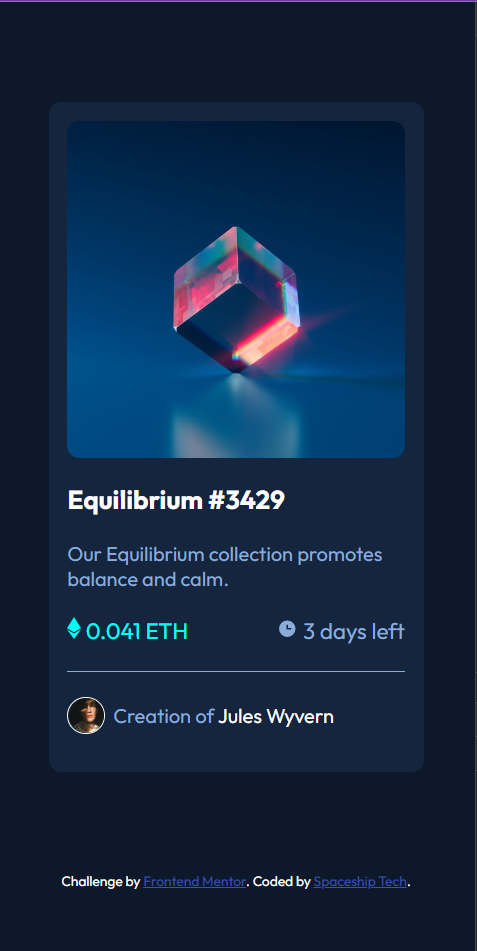 Equilibrium #3429
Our Equilibrium collection promotes
balance and calm.
0.041 ETH 3 days left
Creation of Jules Wyvern
Challenge by Frontend Mentor. Coded by Spaceship Tech.